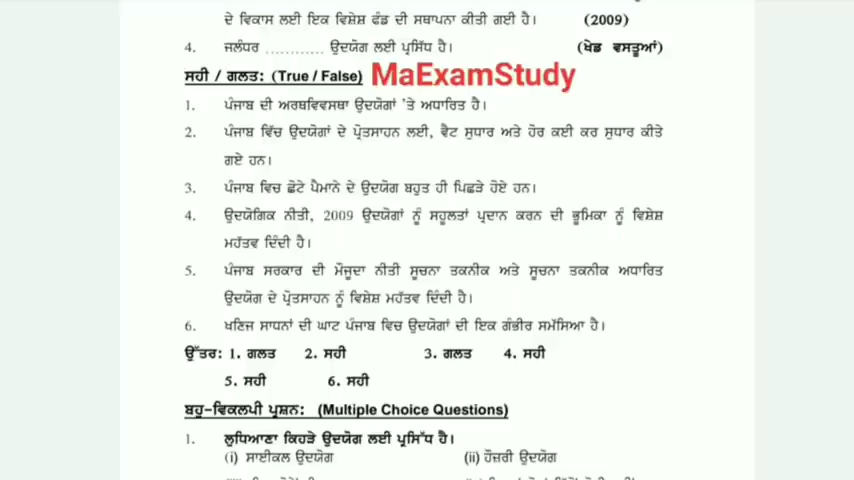 ਦੇ ਵਿਕਾਸ ਲਈ ਇਕ ਵਿਸ਼ੇਸ਼ ਫੰਡ ਦੀ ਸਥਾਪਨਾ ਕੀਤੀ ਗਈ ਹੈ। (2009)
4. ਜਲੰਧਰ ............ ਉਦਯੋਗ ਲਈ ਪ੍ਰਸਿੱਧ ਹੈ। (ਖੇਡ ਵਸਤੂਆਂ)
ਸਹੀ / ਗਲਤ: (True / False) MaExamStudy
1. ਪੰਜਾਬ ਦੀ ਅਰਥਵਿਵਸਥਾ ਉਦਯੋਗਾਂ 'ਤੇ ਅਧਾਰਿਤ ਹੈ।
2. ਪੰਜਾਬ ਵਿੱਚ ਉਦਯੋਗਾਂ ਦੇ ਪ੍ਰੋਤਸਾਹਨ ਲਈ, ਵੈਟ ਸੁਧਾਰ ਅਤੇ ਹੋਰ ਕਈ ਕਰ ਸੁਧਾਰ ਕੀਤੇ
ਗਏ ਹਨ।
3. ਪੰਜਾਬ ਵਿਚ ਛੋਟੇ ਪੈਮਾਨੇ ਦੇ ਉਦਯੋਗ ਬਹੁਤ ਹੀ ਪਿਛੜੇ ਹੋਏ ਹਨ।
4. ਉਦਯੋਗਿਕ ਨੀਤੀ, 2009 ਉਦਯੋਗਾਂ ਨੂੰ ਸਹੂਲਤਾਂ ਪ੍ਰਦਾਨ ਕਰਨ ਦੀ ਭੂਮਿਕਾ ਨੂੰ ਵਿਸ਼ੇਸ਼
ਮਹੱਤਵ ਦਿੰਦੀ ਹੈ।
5. ਪੰਜਾਬ ਸਰਕਾਰ ਦੀ ਮੌਜੂਦਾ ਨੀਤੀ ਸੂਚਨਾ ਤਕਨੀਕ ਅਤੇ ਸੂਚਨਾ ਤਕਨੀਕ ਅਧਾਰਿਤ
ਉਦਯੋਗ ਦੇ ਪ੍ਰੋਤਸਾਹਨ ਨੂੰ ਵਿਸ਼ੇਸ਼ ਮਹੱਤਵ ਦਿੰਦੀ ਹੈ।
6. ਖਣਿਜ ਸਾਧਨਾਂ ਦੀ ਘਾਟ ਪੰਜਾਬ ਵਿਚ ਉਦਯੋਗਾਂ ਦੀ ਇਕ ਗੰਭੀਰ ਸਮੱਸਿਆ ਹੈ।
ਉੱਤਰ: 1. ਗਲਤ 2. ਸਹੀ 3. ਗਲਤ 4. ਸਹੀ
5. ਸਹੀ 6. ਸਹੀ
ਬਹੁ-ਵਿਕਲਪੀ ਪ੍ਰਸ਼ਨ: (Multiple Choice Questions)
1. ਲੁਧਿਆਣਾ ਕਿਹੜੇ ਉਦਯੋਗ ਲਈ ਪ੍ਰਸਿੱਧ ਹੈ।
(i) ਸਾਈਕਲ ਉਦਯੋਗ (ii) ਹੌਜ਼ਰੀ ਉਦਯੋਗ